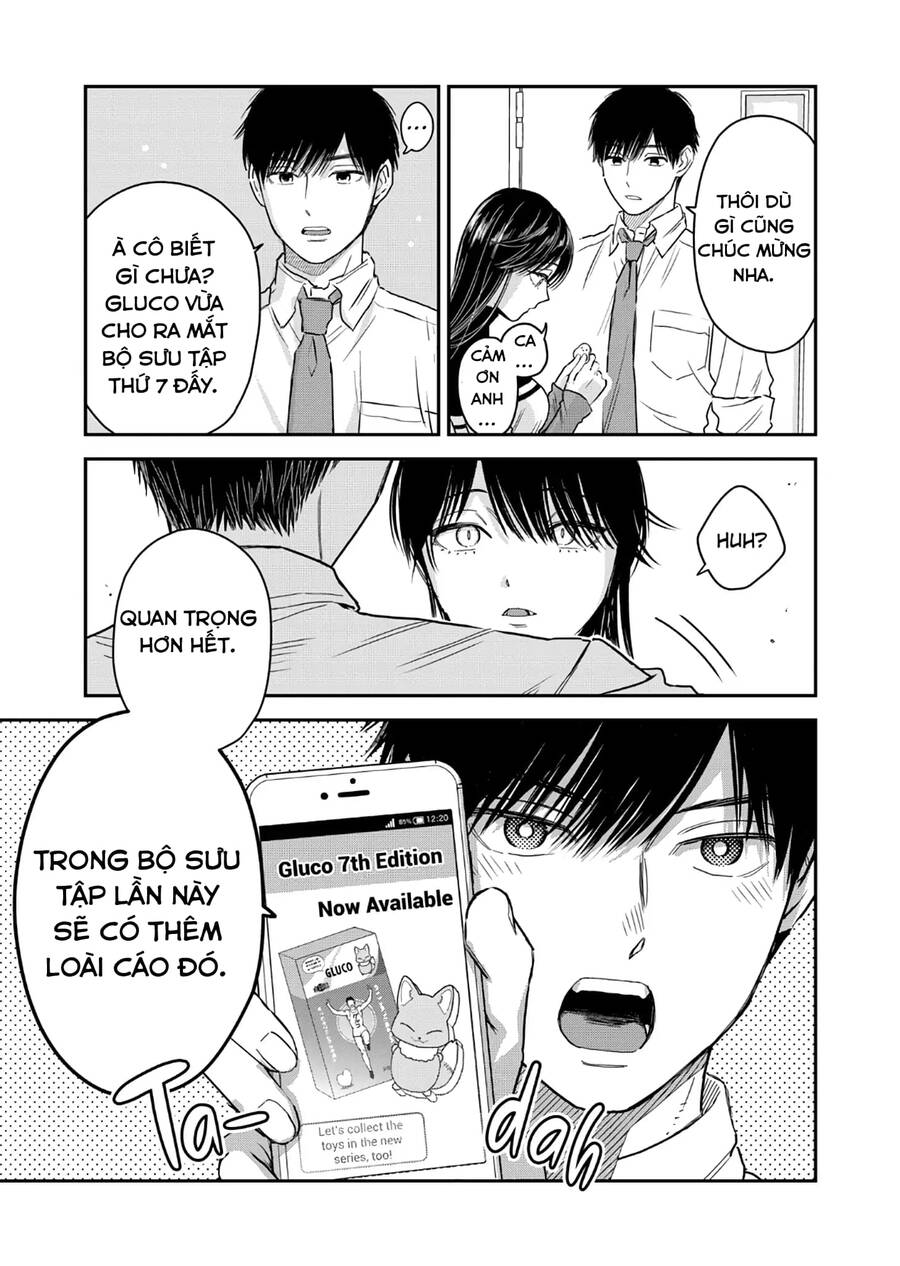 THÔI DÙ
GÌ CŨNG
CHÚC MỪNG
NHA.
CA
...
CẢM
ƠN
ANH
...
...
À CÔ BIẾT
GÌ CHƯA?
GLUCO VỪA
CHO RA MẮT
BỘ SƯU TẬP
THỨ 7 ĐẤY.
HUH?
QUAN TRỌNG
HƠN HẾT.
TRONG BỘ SƯU
TẬP LẦN NÀY
SẼ CÓ THÊM
LOÀI CÁO ĐÓ.
85% 12:20
Gluco 7th Edition
Now Available
GLUCO
Let's collect the
toys in the new
series, too!
Ta-
dah